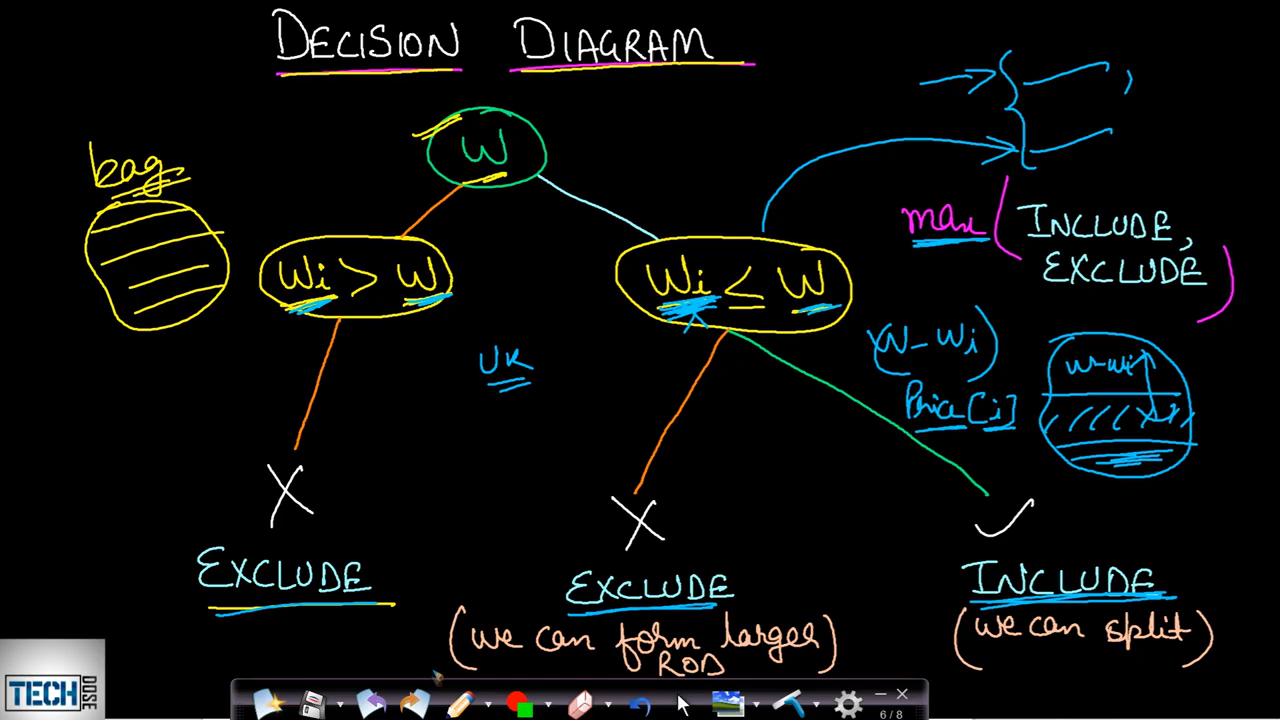 DECISION DIAGRAM
W
bag
Wi > W
Wi ≤ W
max ( INCLUDE,
EXCLUDE )
(W - Wi)
Price[i]
W-Wi
i
UK
X
X
✓
EXCLUDE
EXCLUDE
INCLUDE
(we can form larger
ROD)
(we can split)
TECH DOSE
6 / 8